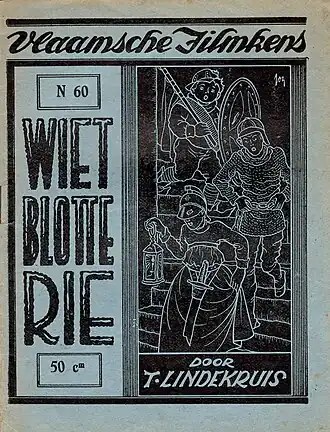 Vlaamsche Filmkens
N 60
WIET
BLOTTE
RIE
50 cm
DOOR
T. LINDEKRUIS